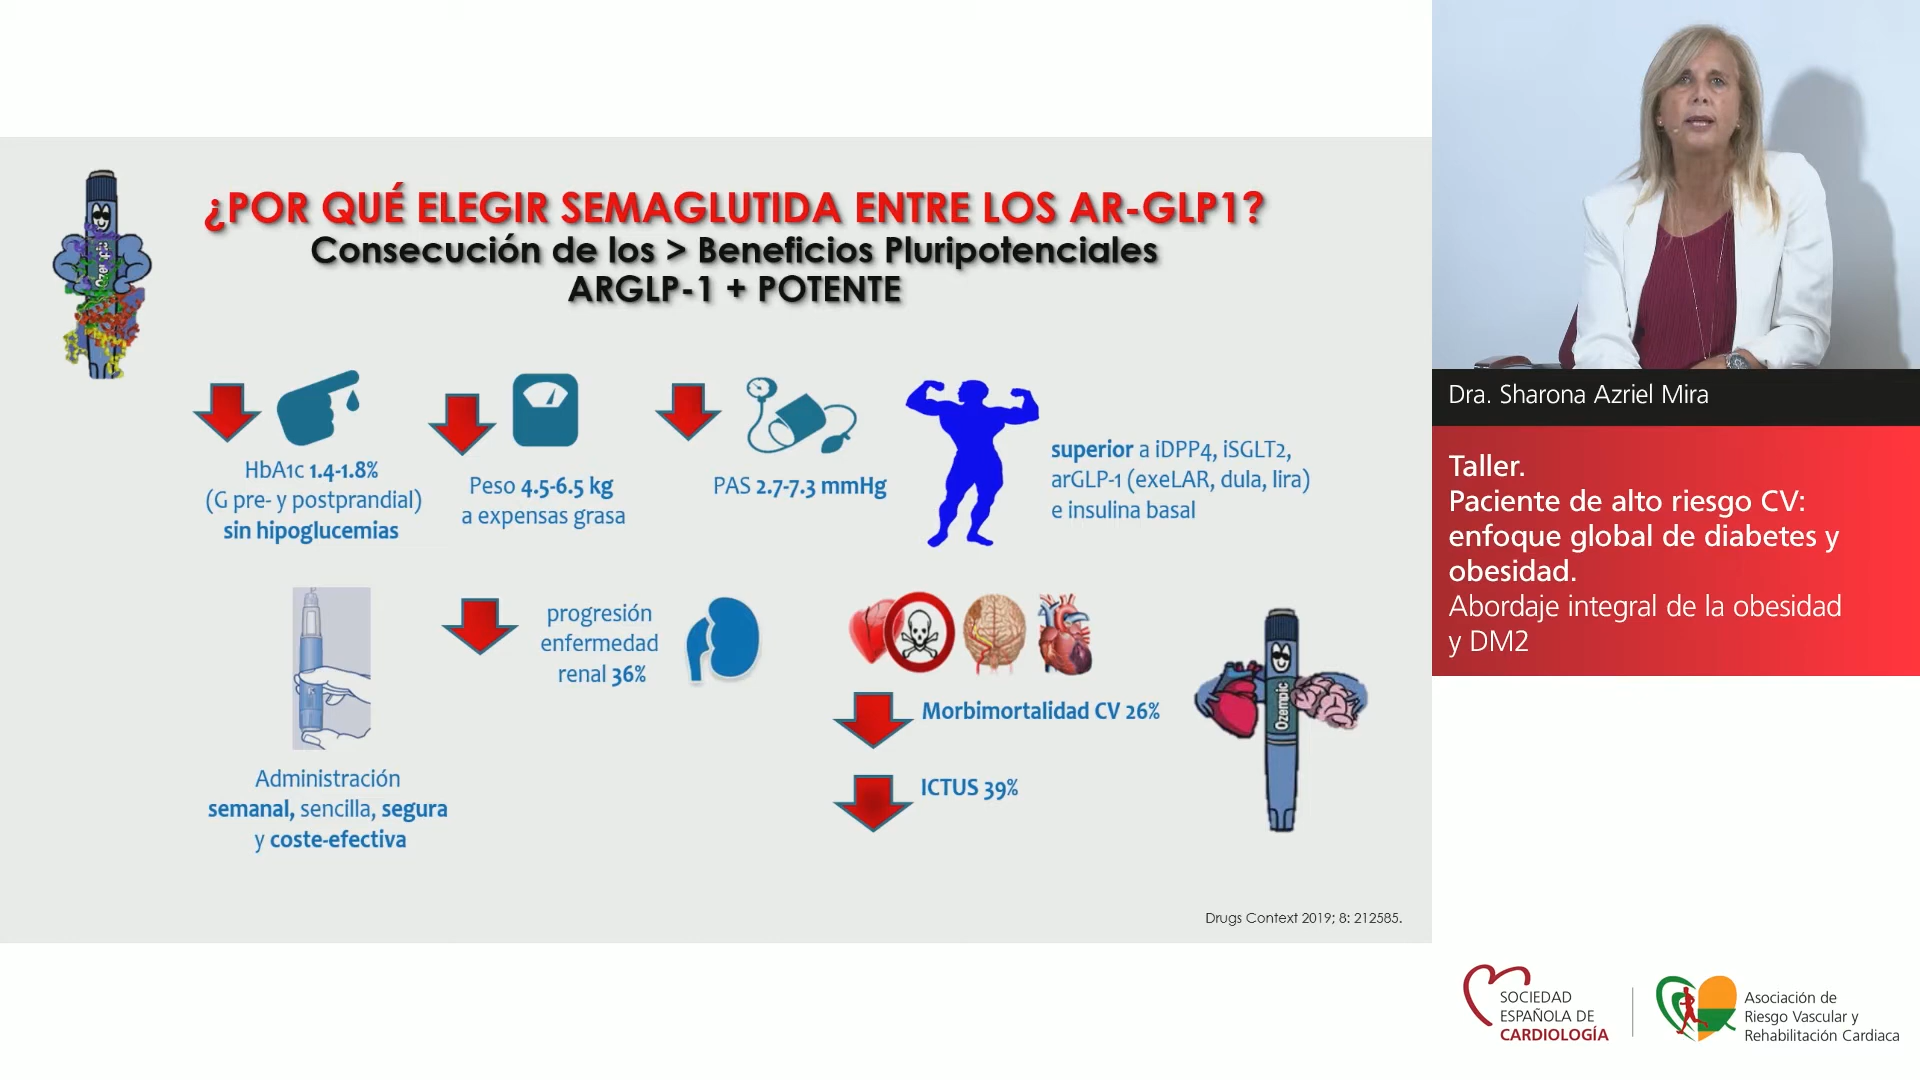 ¿POR QUÉ ELEGIR SEMAGLUTIDA ENTRE LOS AR-GLP1?
Consecución de los > Beneficios Pluripotenciales
ARGLP-1 + POTENTE
Ozempic
HbA1c 1.4-1.8%
(G pre- y postprandial)
sin hipoglucemias
Peso 4.5-6.5 kg
a expensas grasa
PAS 2.7-7.3 mmHg
superior a iDPP4, iSGLT2,
arGLP-1 (exeLAR, dula, lira)
e insulina basal
Administración
semanal, sencilla, segura
y coste-efectiva
progresión
enfermedad
renal 36%
Morbimortalidad CV 26%
ICTUS 39%
Ozempic
Drugs Context 2019; 8: 212585.
Dra. Sharona Azriel Mira
Taller.
Paciente de alto riesgo CV:
enfoque global de diabetes y
obesidad.
Abordaje integral de la obesidad
y DM2
SOCIEDAD
ESPAÑOLA DE
CARDIOLOGÍA
Asociación de
Riesgo Vascular y
Rehabilitación Cardiaca